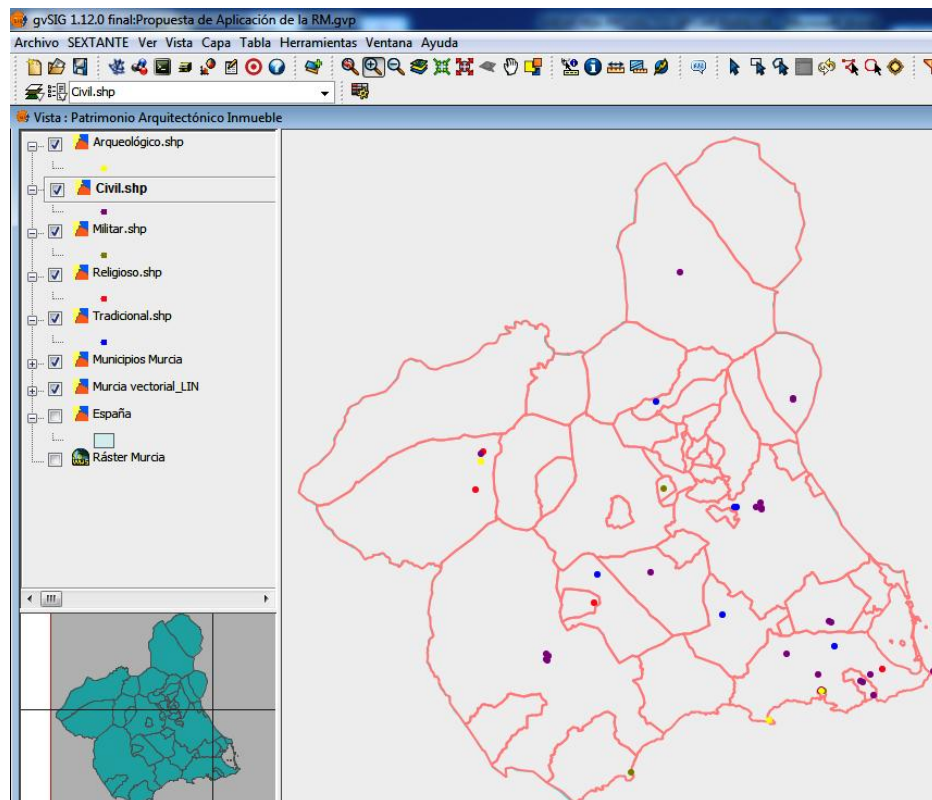 gvSIG 1.12.0 final:Propuesta de Aplicación de la RM.gvp
Archivo SEXTANTE Ver Vista Capa Tabla Herramientas Ventana Ayuda
Civil.shp
Vista : Patrimonio Arquitectónico Inmueble
Arqueológico.shp
Civil.shp
Militar.shp
Religioso.shp
Tradicional.shp
Municipios Murcia
Murcia vectorial_LIN
España
Ráster Murcia